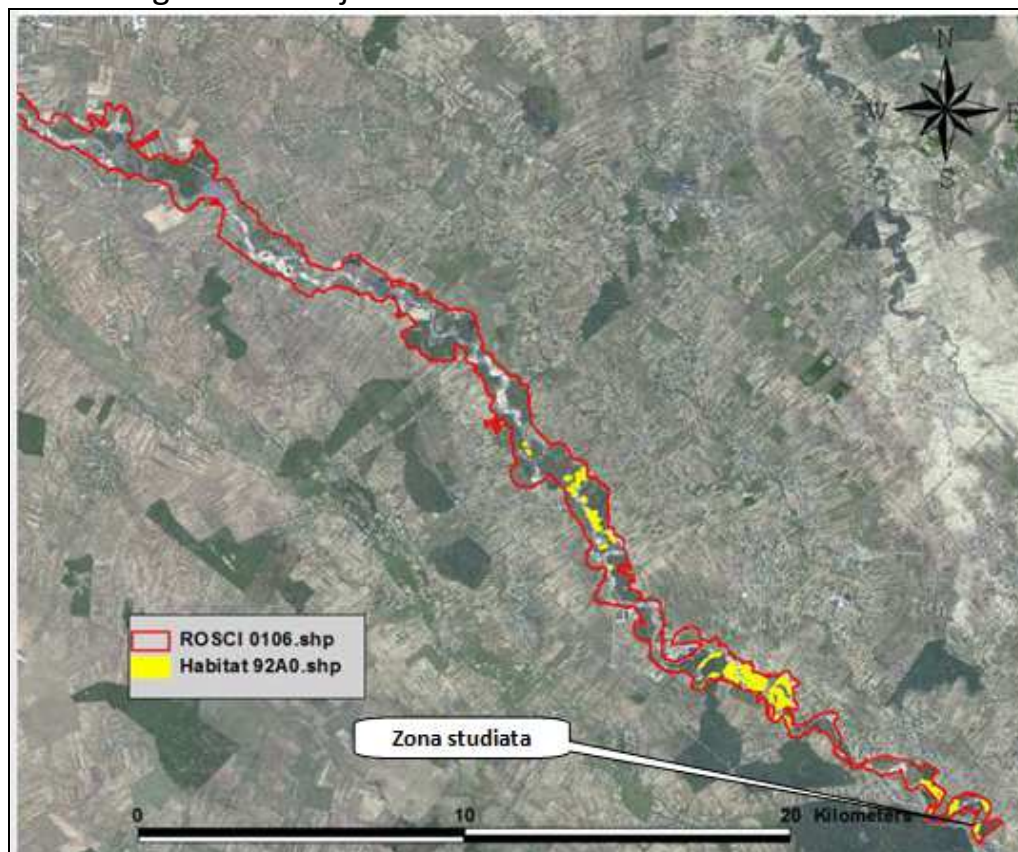 N
W E
S
ROSCI 0106.shp
Habitat 92A0.shp
Zona studiata
0 10 20 Kilometers